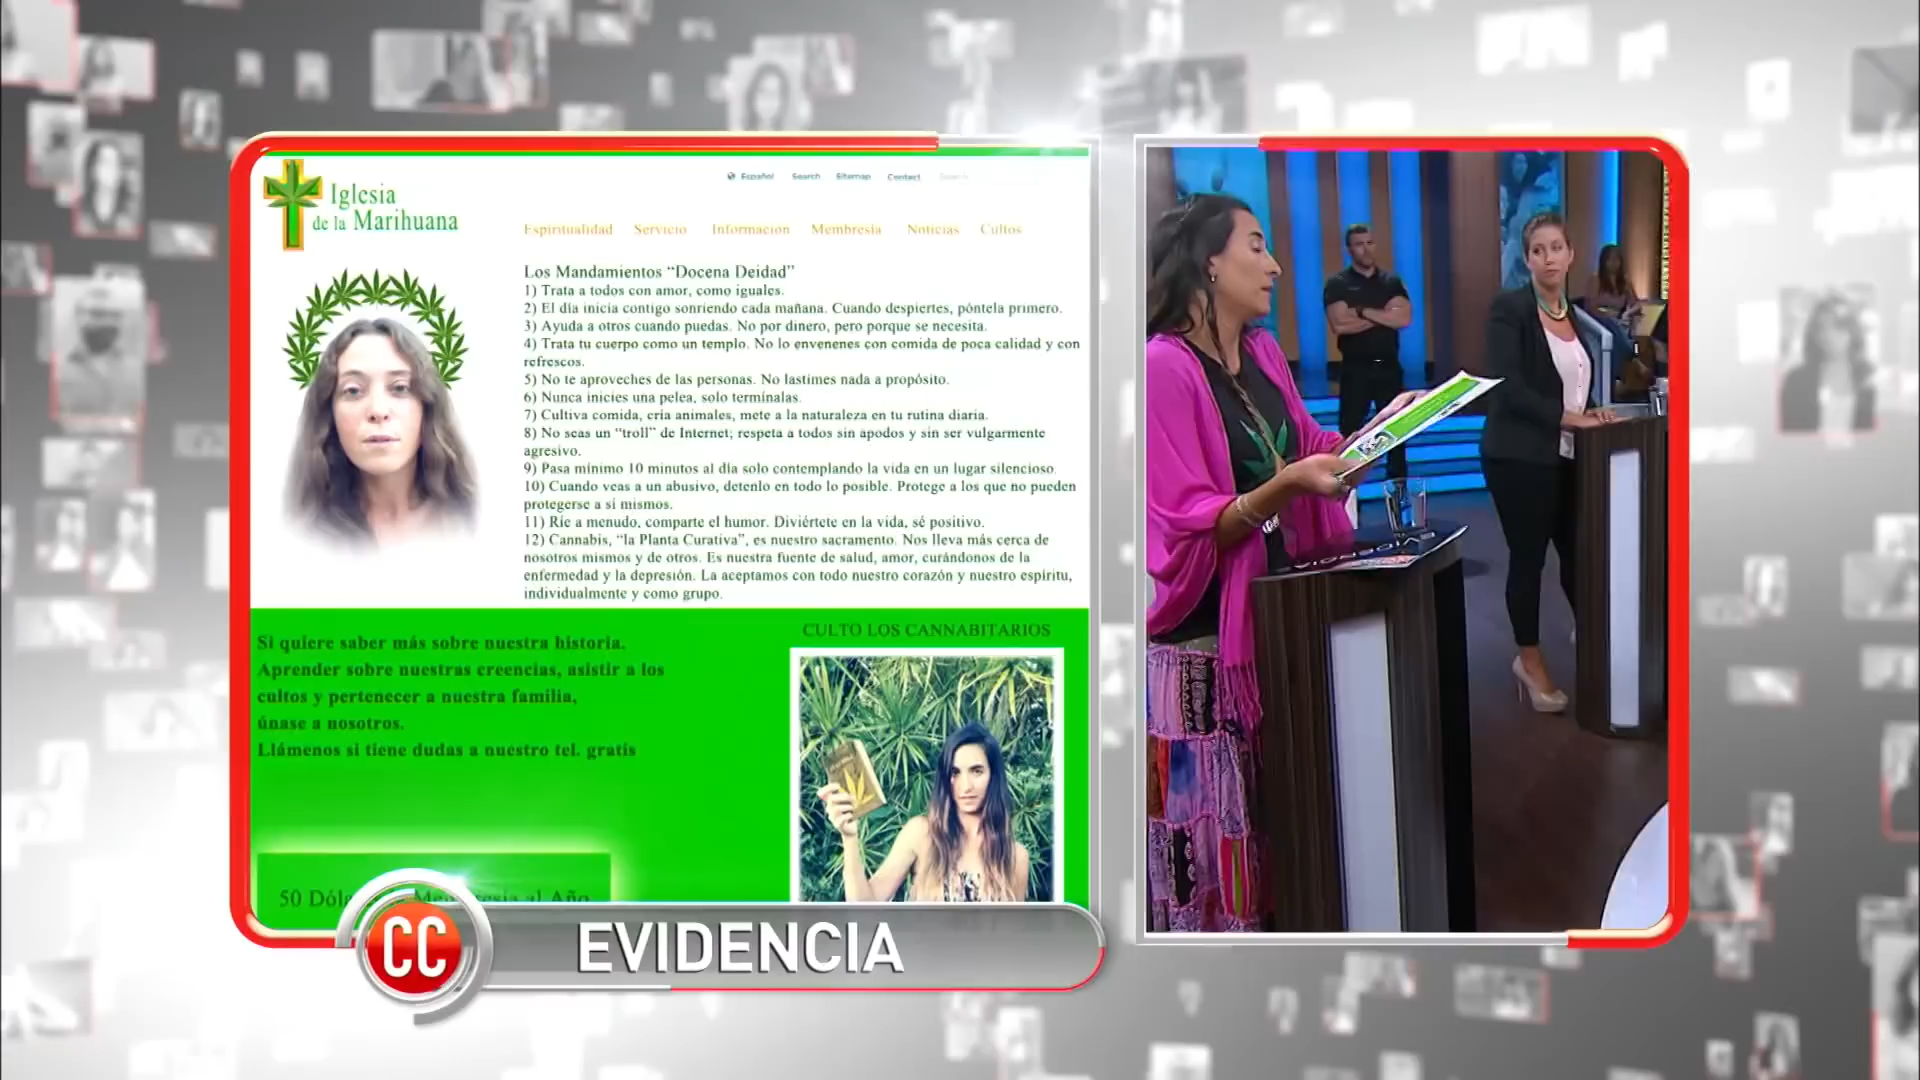 Iglesia
de la Marihuana
Español Search Sitemap Contact Search
Espiritualidad Servicio Informacion Membresia Noticias Cultos
Los Mandamientos “Docena Deidad”
1) Trata a todos con amor, como iguales.
2) El día inicia contigo sonriendo cada mañana. Cuando despiertes, póntela primero.
3) Ayuda a otros cuando puedas. No por dinero, pero porque se necesita.
4) Trata tu cuerpo como un templo. No lo envenenes con comida de poca calidad y con
refrescos.
5) No te aproveches de las personas. No lastimes nada a propósito.
6) Nunca inicies una pelea, solo termínalas.
7) Cultiva comida, cria animales, mete a la naturaleza en tu rutina diaria.
8) No seas un “troll” de Internet; respeta a todos sin apodos y sin ser vulgarmente
agresivo.
9) Pasa mínimo 10 minutos al día solo contemplando la vida en un lugar silencioso.
10) Cuando veas a un abusivo, detenlo en todo lo posible. Protege a los que no pueden
protegerse a si mismos.
11) Ríe a menudo, comparte el humor. Diviértete en la vida, sé positivo.
12) Cannabis, “la Planta Curativa”, es nuestro sacramento. Nos lleva más cerca de
nosotros mismos y de otros. Es nuestra fuente de salud, amor, curándonos de la
enfermedad y la depresión. La aceptamos con todo nuestro corazón y nuestro espíritu,
individualmente y como grupo.
Si quiere saber más sobre nuestra historia.
Aprender sobre nuestras creencias, asistir a los
cultos y pertenecer a nuestra familia,
únase a nosotros.
Llámenos si tiene dudas a nuestro tel. gratis
CULTO LOS CANNABITARIOS
50 Dól Membresia al Año
CC
EVIDENCIA
EVIDENCIA